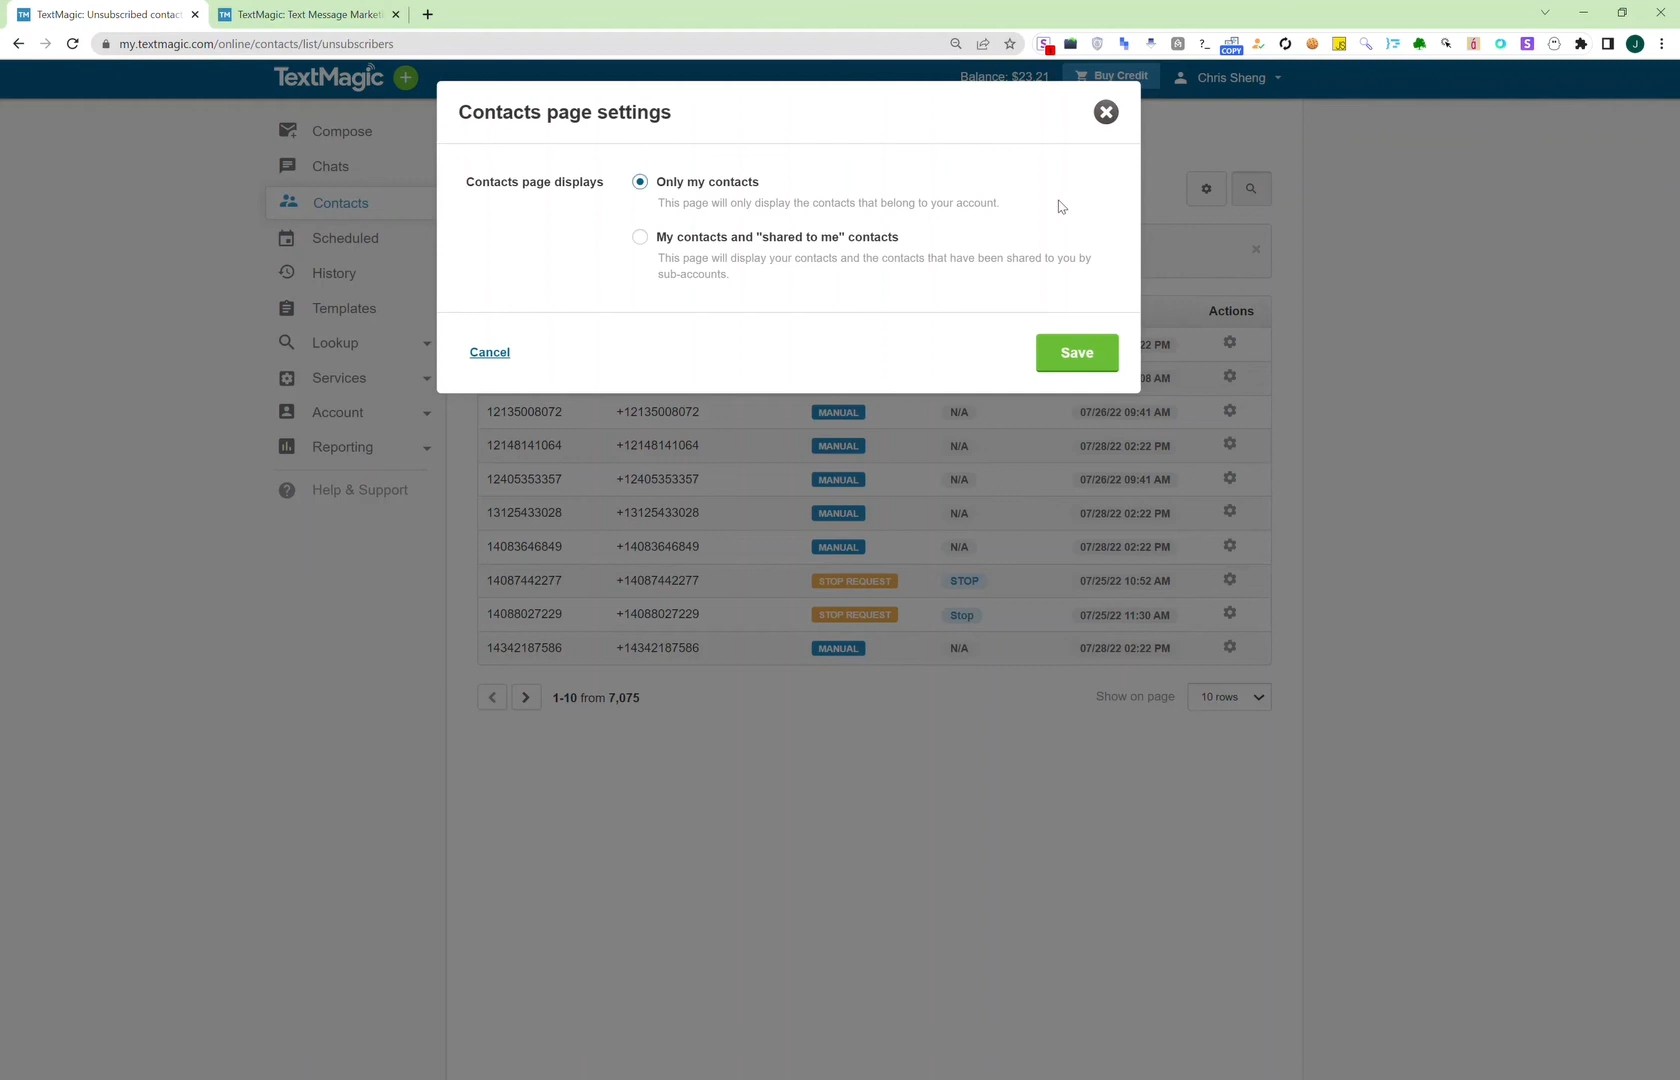 TextMagic: Unsubscribed contac
TextMagic: Text Message Marketi
my.textmagic.com/online/contacts/list/unsubscribers
COPY
TextMagic
Balance: $23.21
Buy Credit
Chris Sheng
Contacts page settings
Compose
Chats
Contacts
Scheduled
History
Templates
Lookup
Services
Account
Reporting
Help & Support
Contacts page displays
Only my contacts
This page will only display the contacts that belong to your account.
My contacts and "shared to me" contacts
This page will display your contacts and the contacts that have been shared to you by
sub-accounts.
Cancel
Save
Actions
22 PM
08 AM
12135008072 +12135008072 MANUAL N/A 07/26/22 09:41 AM
12148141064 +12148141064 MANUAL N/A 07/28/22 02:22 PM
12405353357 +12405353357 MANUAL N/A 07/26/22 09:41 AM
13125433028 +13125433028 MANUAL N/A 07/28/22 02:22 PM
14083646849 +14083646849 MANUAL N/A 07/28/22 02:22 PM
14087442277 +14087442277 STOP REQUEST STOP 07/25/22 10:52 AM
14088027229 +14088027229 STOP REQUEST Stop 07/25/22 11:30 AM
14342187586 +14342187586 MANUAL N/A 07/28/22 02:22 PM
1-10 from 7,075
Show on page
10 rows